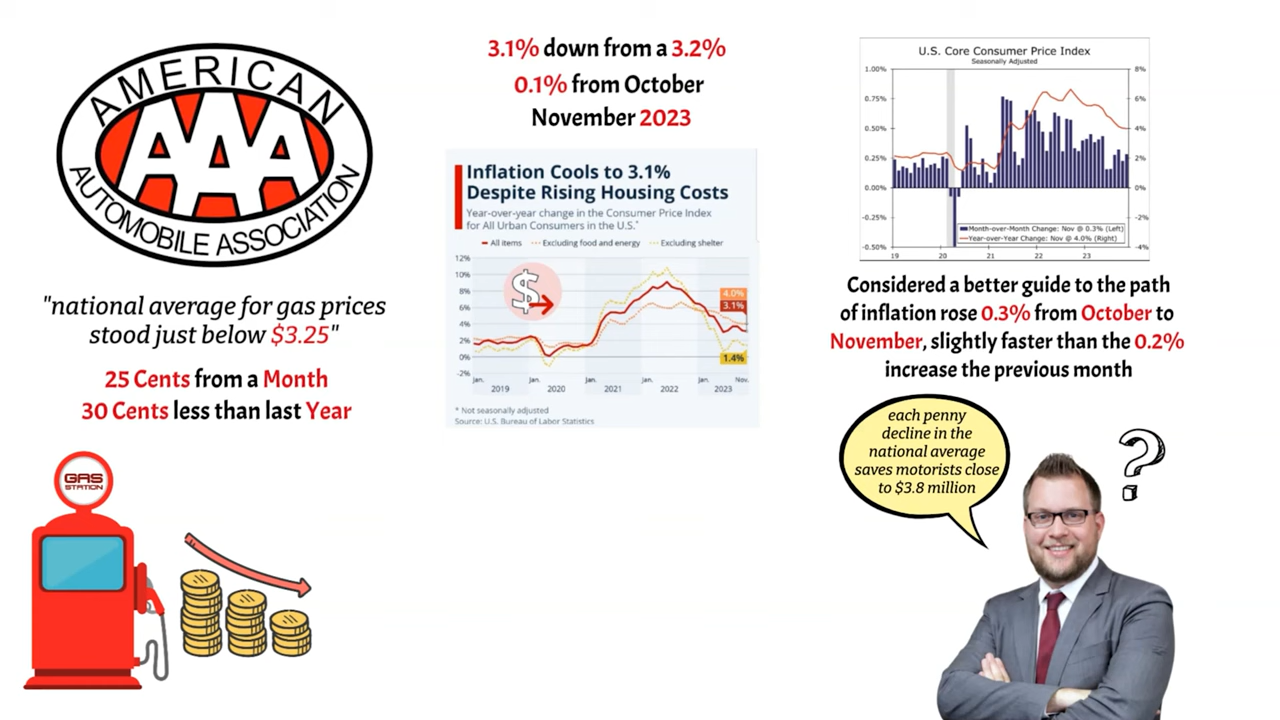 AMERICAN
AAA
AUTOMOBILE ASSOCIATION
"national average for gas prices
stood just below $3.25"
25 Cents from a Month
30 Cents less than last Year
GAS
STATION
3.1% down from a 3.2%
0.1% from October
November 2023
Inflation Cools to 3.1%
Despite Rising Housing Costs
Year-over-year change in the Consumer Price Index
for All Urban Consumers in the U.S.*
All items Excluding food and energy Excluding shelter
12%
10%
8%
6%
4%
2%
0%
-2%
4.0%
3.1%
1.4%
$
Jan. Jan. Jan. Jan. Jan. Nov.
2019 2020 2021 2022 2023
* Not seasonally adjusted
Source: U.S. Bureau of Labor Statistics
U.S. Core Consumer Price Index
Seasonally Adjusted
1.00% 8%
0.75% 6%
0.50% 4%
0.25% 2%
0.00% 0%
-0.25% -2%
-0.50% -4%
Month-over-Month Change: Nov @ 0.3% (Left)
Year-over-Year Change: Nov @ 4.0% (Right)
19 20 21 22 23
Considered a better guide to the path
of inflation rose 0.3% from October to
November, slightly faster than the 0.2%
increase the previous month
each penny
decline in the
national average
saves motorists close
to $3.8 million
?